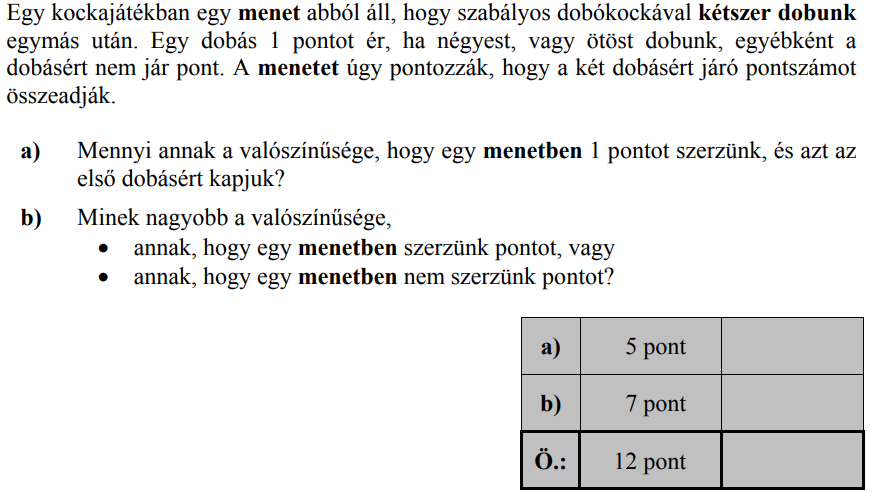 Egy kockajátékban egy menet abból áll, hogy szabályos dobókockával kétszer dobunk
egymás után. Egy dobás 1 pontot ér, ha négyest, vagy ötöst dobunk, egyébként a
dobásért nem jár pont. A menetet úgy pontozzák, hogy a két dobásért járó pontszámot
összeadják.
a) Mennyi annak a valószínűsége, hogy egy menetben 1 pontot szerzünk, és azt az
első dobásért kapjuk?
b) Minek nagyobb a valószínűsége,
• annak, hogy egy menetben szerzünk pontot, vagy
• annak, hogy egy menetben nem szerzünk pontot?
a) 5 pont
b) 7 pont
Ö.: 12 pont